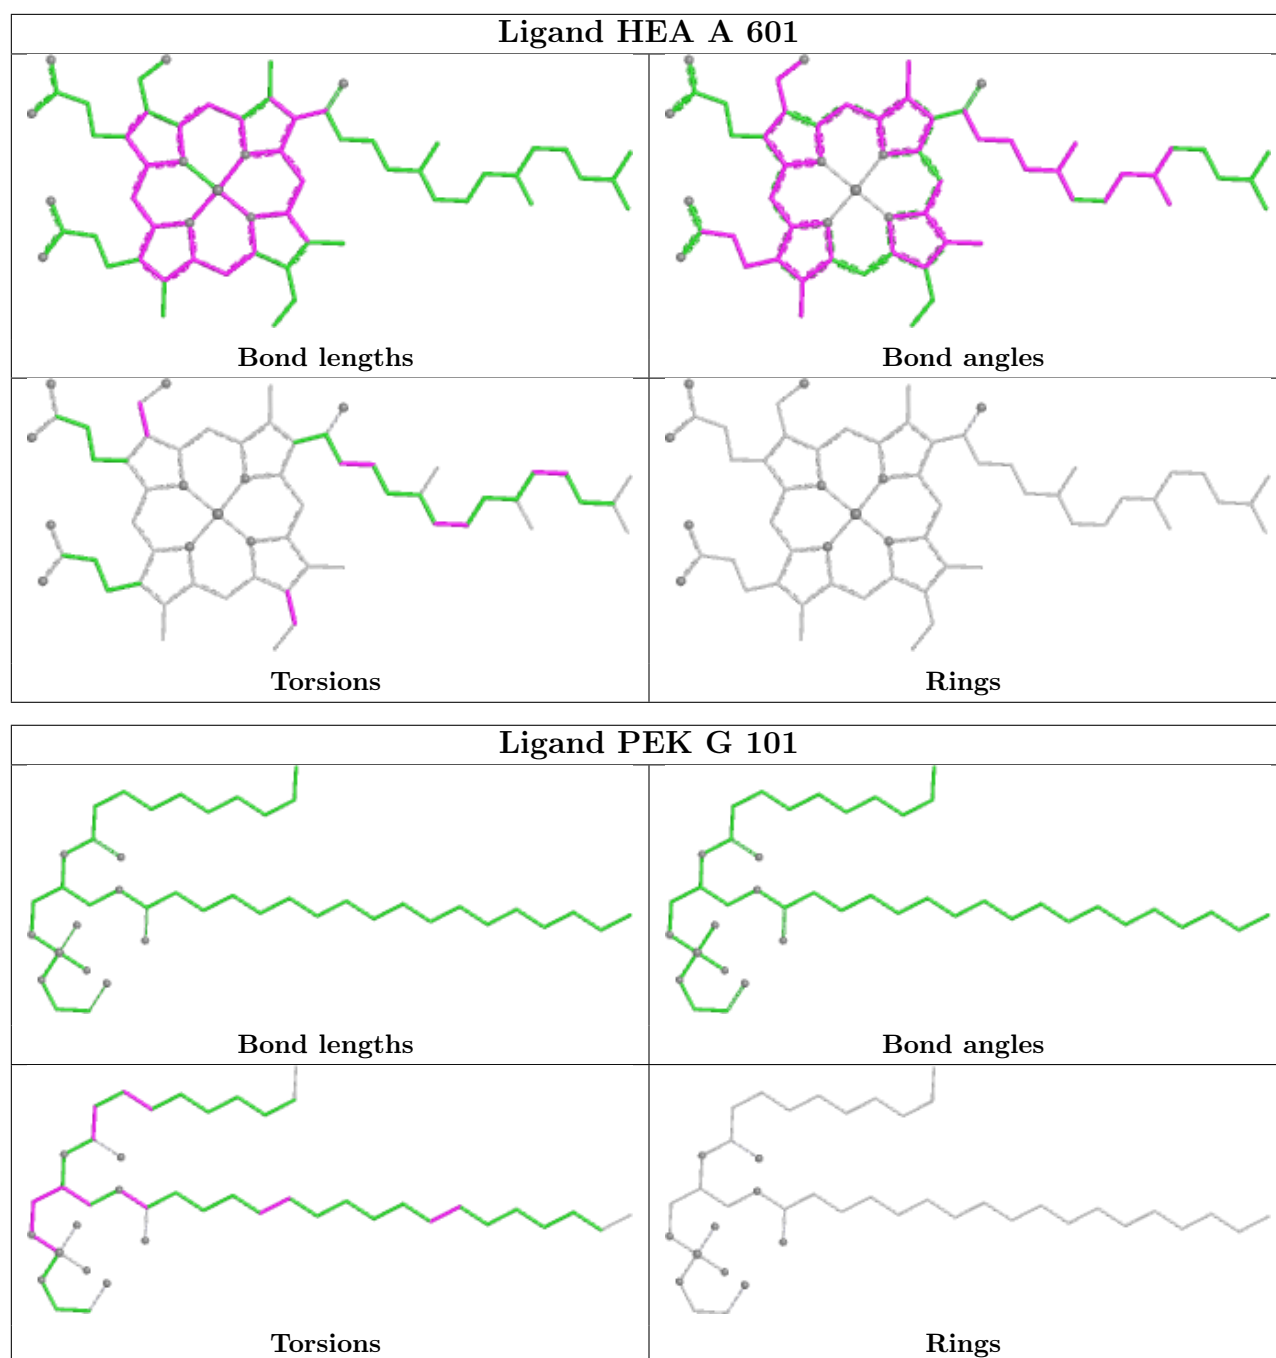 Ligand HEA A 601
Bond lengths
Bond angles
Torsions
Rings
Ligand PEK G 101
Bond lengths
Bond angles
Torsions
Rings